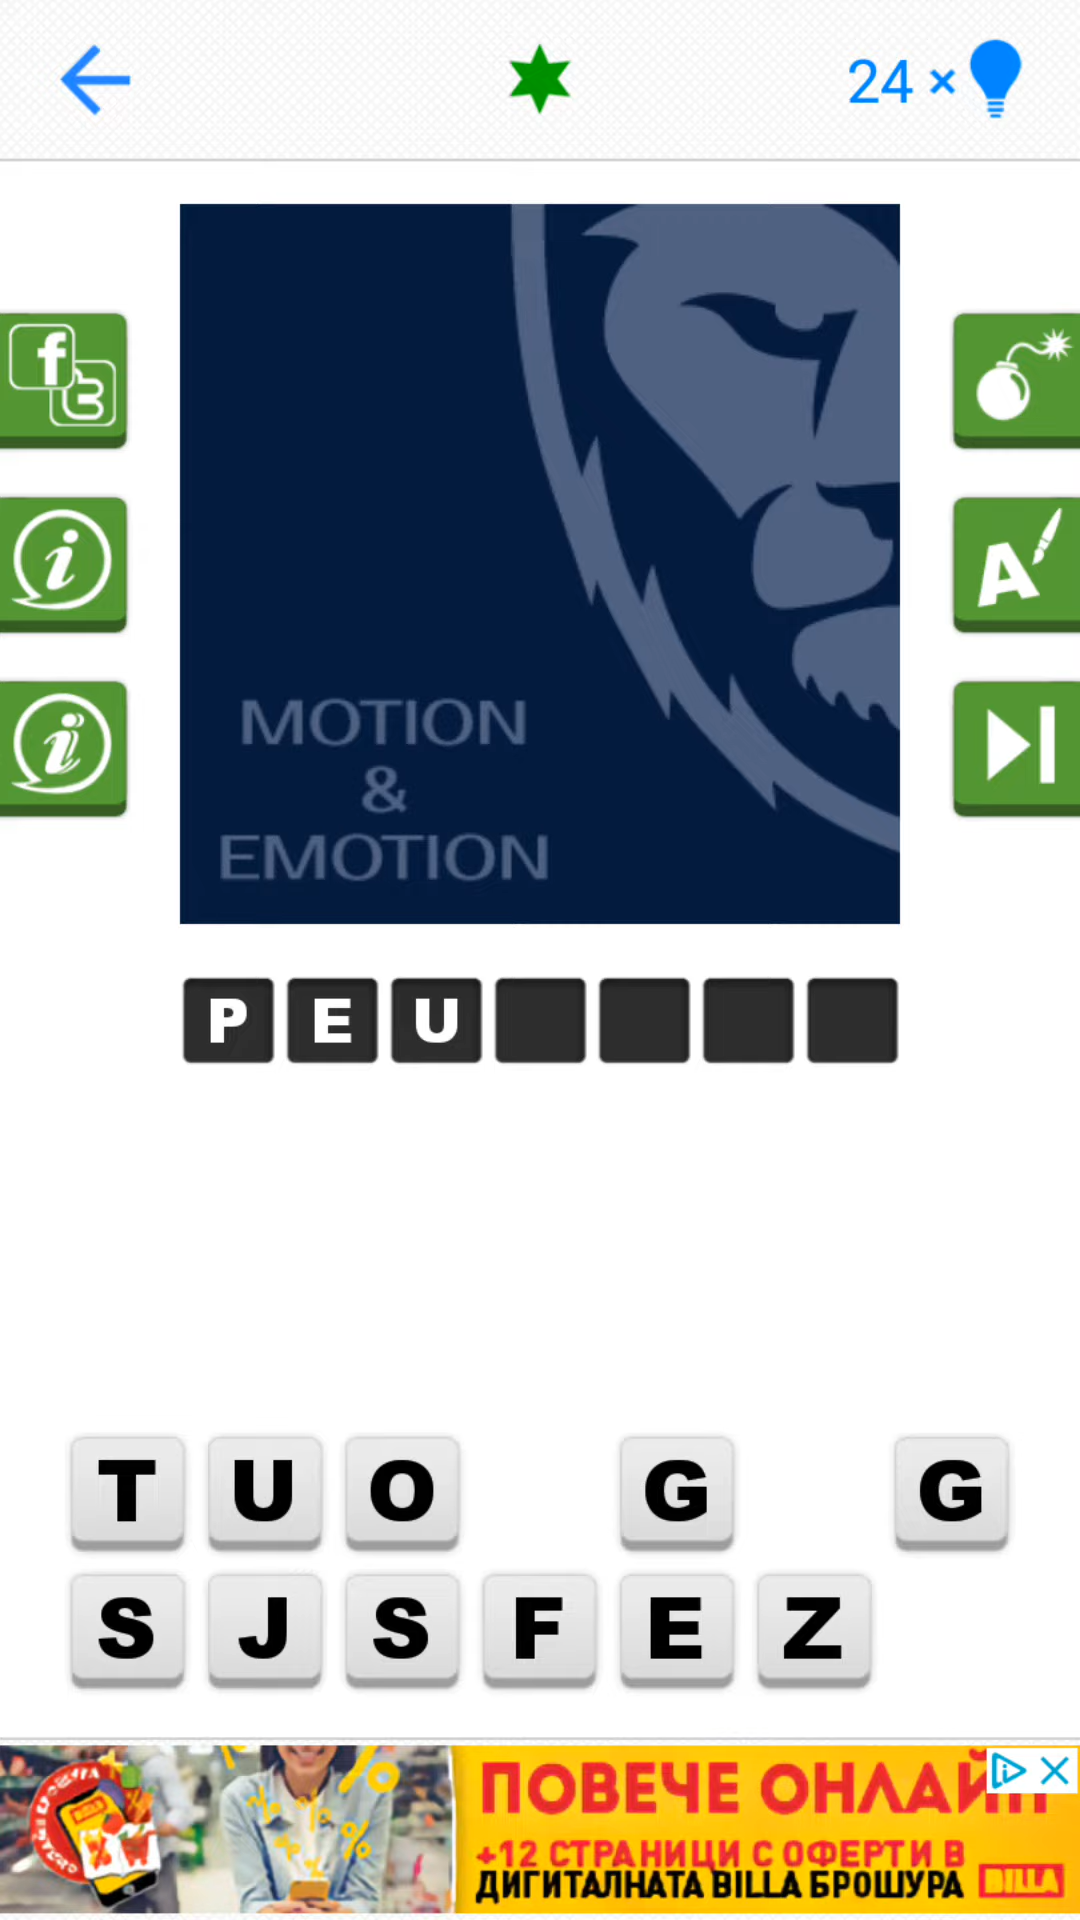 24 ×
MOTION
&
EMOTION
P E U
T U O G G
S J S F E Z
ПОВЕЧЕ ОНЛАЙН
+12 СТРАНИЦИ С ОФЕРТИ В
ДИГИТАЛНАТА BILLA БРОШУРА
BILLA